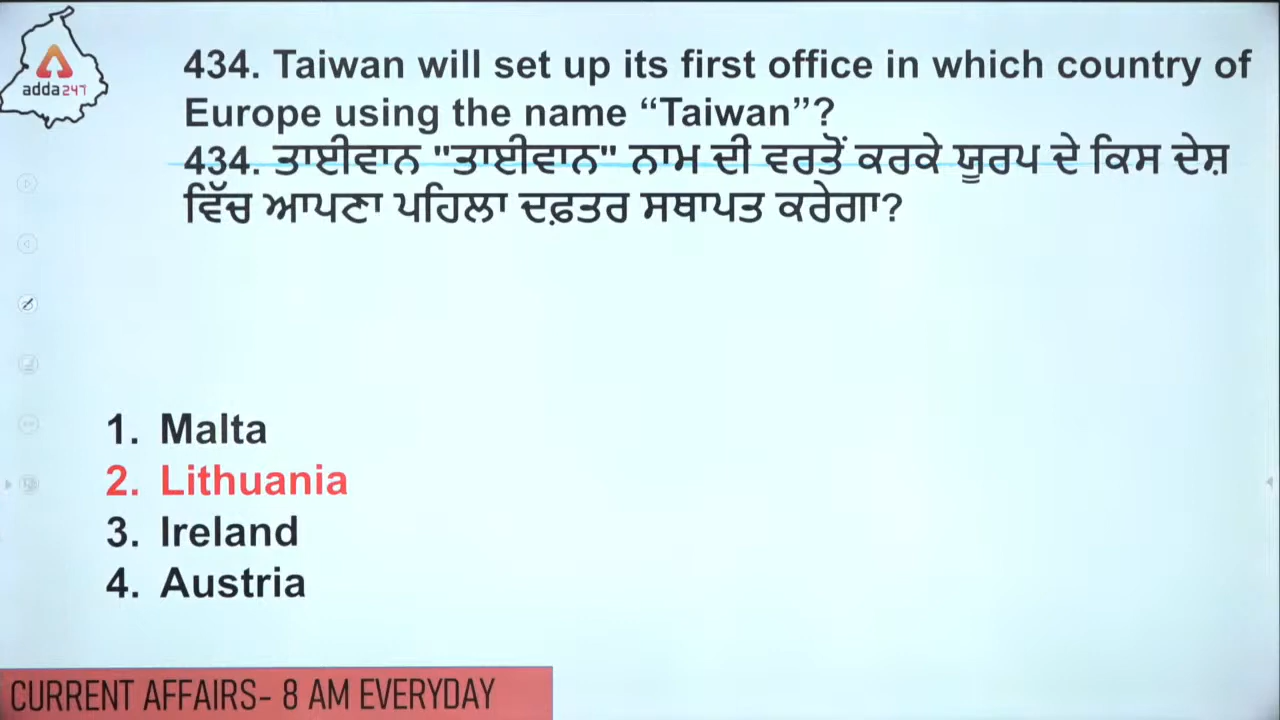 adda247
434. Taiwan will set up its first office in which country of
Europe using the name “Taiwan”?
434. ਤਾਈਵਾਨ "ਤਾਈਵਾਨ" ਨਾਮ ਦੀ ਵਰਤੋਂ ਕਰਕੇ ਯੂਰਪ ਦੇ ਕਿਸ ਦੇਸ਼
ਵਿੱਚ ਆਪਣਾ ਪਹਿਲਾ ਦਫ਼ਤਰ ਸਥਾਪਤ ਕਰੇਗਾ?
1. Malta
2. Lithuania
3. Ireland
4. Austria
CURRENT AFFAIRS- 8 AM EVERYDAY